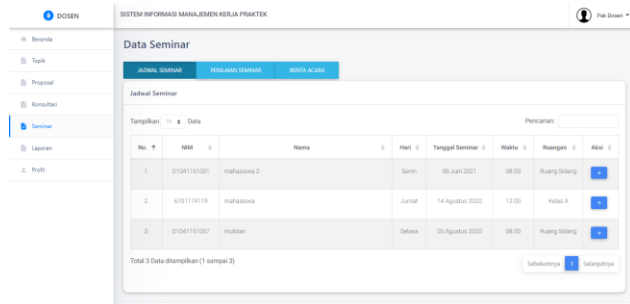 DOSEN
SISTEM INFORMASI MANAJEMEN KERJA PRAKTEK
Pak Dosen
Beranda
Topik
Proposal
Konsultasi
Seminar
Laporan
Profil
Data Seminar
JADWAL SEMINAR PENILAIAN SEMINAR BERITA ACARA
Jadwal Seminar
Tampilkan 10 Data
Pencarian:
No. NIM Nama Hari Tanggal Seminar Waktu Ruangan Aksi
1. D1041151001 mahasiswa 2 Senin 08 Juni 2021 08.00 Ruang Sidang
2. 6701174119 mahasiswa Jumat 14 Agustus 2020 12.00 Kelas A
3. D1041151007 mulidan Selasa 05 Agustus 2020 08.00 Ruang Sidang
Total 3 Data ditampilkan (1 sampai 3)
Sebelumnya 1 Selanjutnya